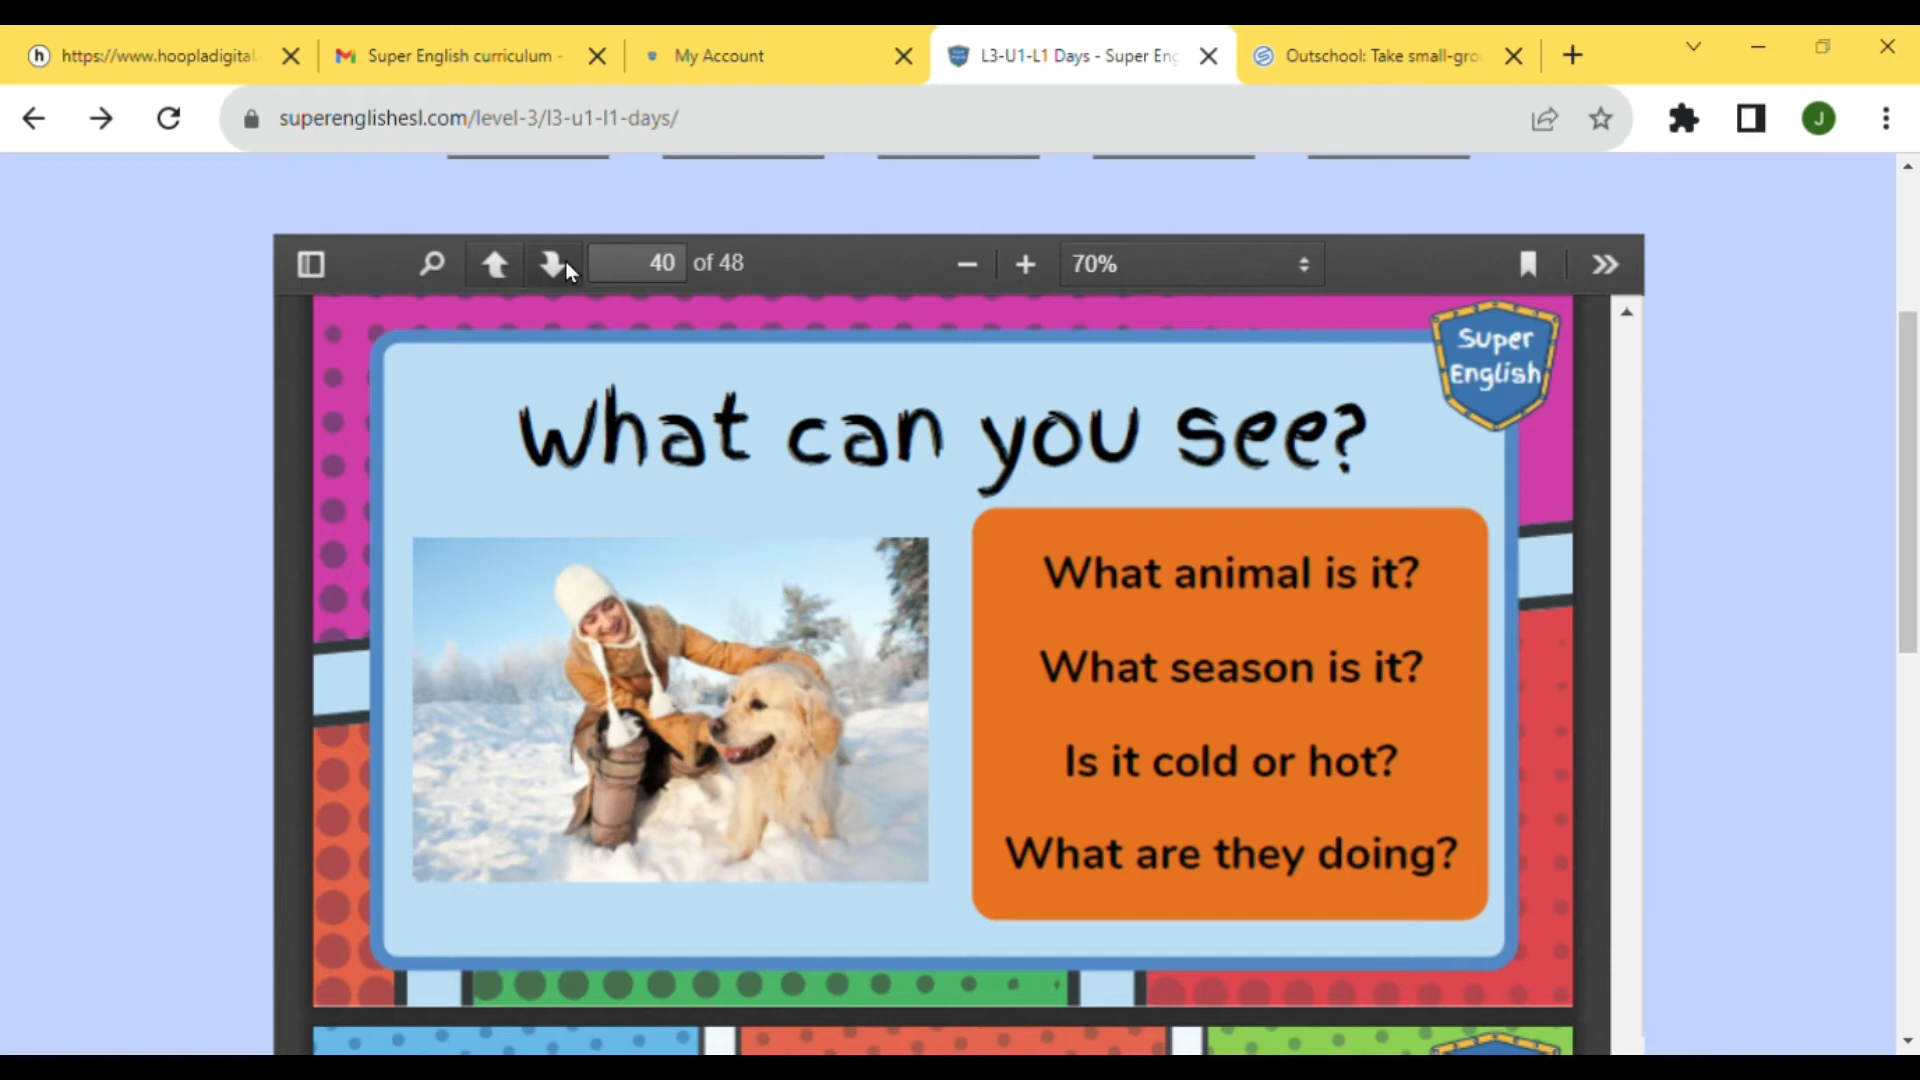 h https://www.hoopladigital.
Super English curriculum -
My Account
L3-U1-L1 Days - Super Eng
Outschool: Take small-gro
superenglishesl.com/level-3/l3-u1-l1-days/
J
40 of 48
70%
Super
English
What can you see?
What animal is it?
What season is it?
Is it cold or hot?
What are they doing?